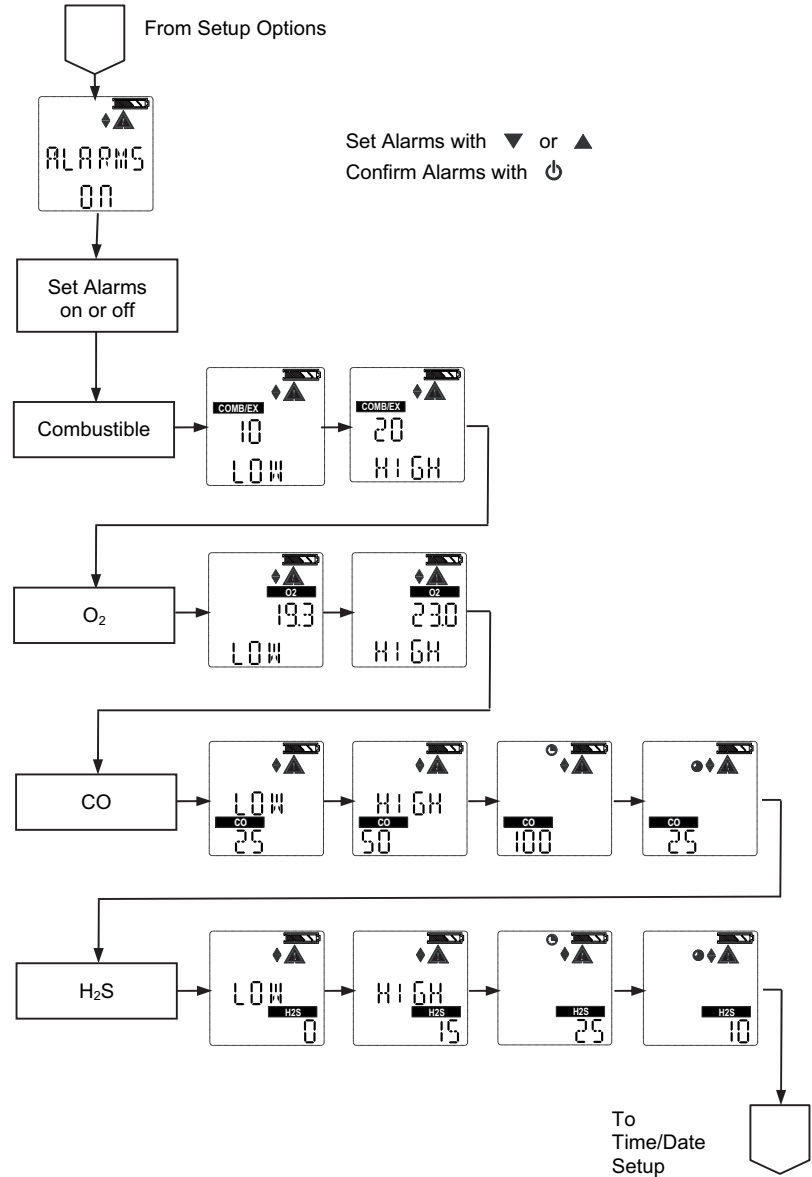 From Setup Options
ALARMS
ON
Set Alarms with ▼ or ▲
Confirm Alarms with ⏻
Set Alarms
on or off
Combustible
COMB/EX
10
LOW
COMB/EX
20
HIGH
O₂
O2
19.3
LOW
O2
23.0
HIGH
CO
LOW
CO
25
HIGH
CO
50
CO
100
CO
25
H₂S
LOW
H2S
0
HIGH
H2S
15
H2S
25
H2S
10
To
Time/Date
Setup